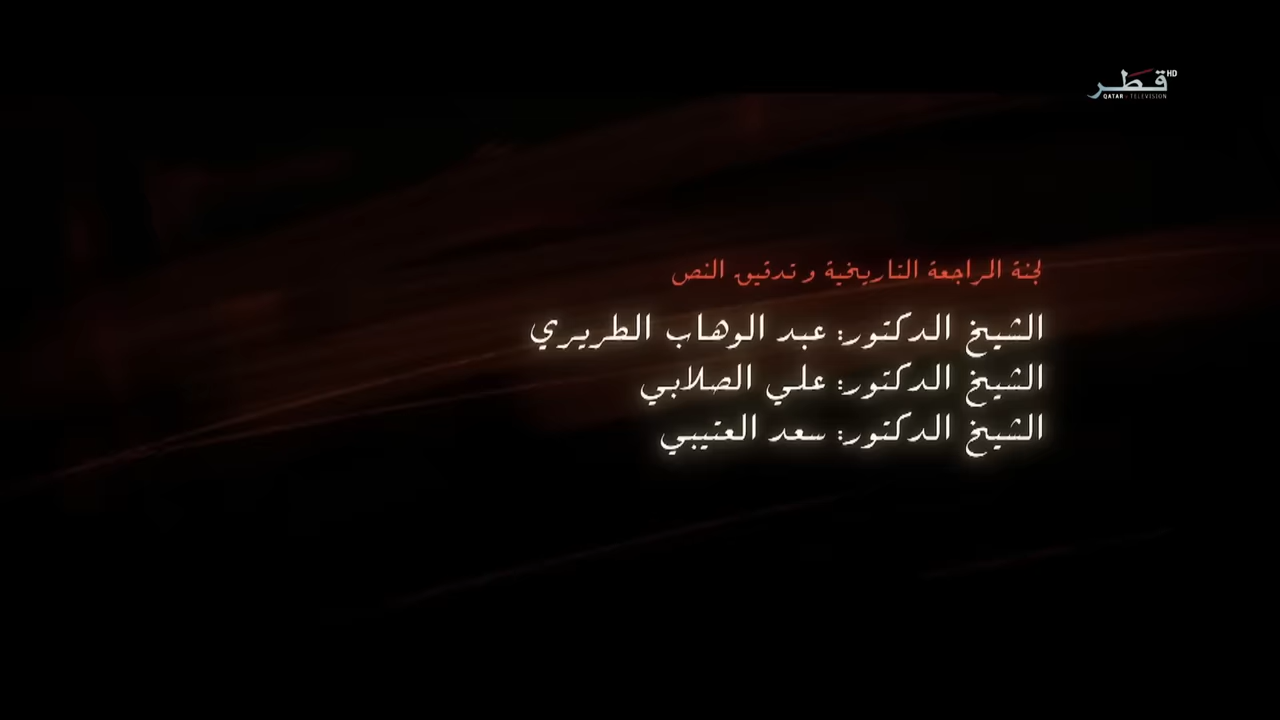 قطر HD
QATAR TELEVISION
لجنة المراجعة التاريخية و تدقيق النص
الشيخ الدكتور: عبد الوهاب الطريري
الشيخ الدكتور: علي الصلابي
الشيخ الدكتور: سعد العتيبي